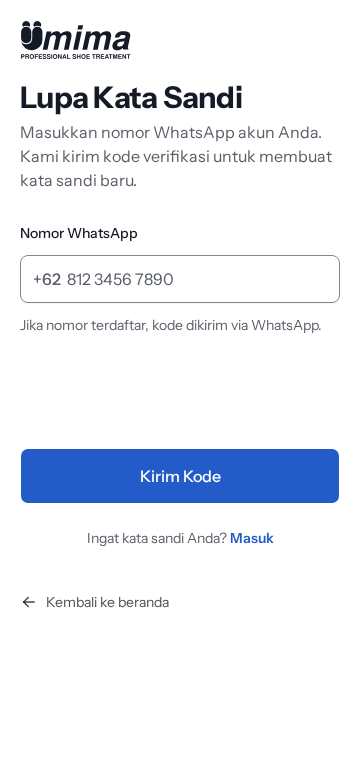 Ümima
PROFESSIONAL SHOE TREATMENT
Lupa Kata Sandi
Masukkan nomor WhatsApp akun Anda.
Kami kirim kode verifikasi untuk membuat
kata sandi baru.
Nomor WhatsApp
+62 812 3456 7890
Jika nomor terdaftar, kode dikirim via WhatsApp.
Kirim Kode
Ingat kata sandi Anda? Masuk
← Kembali ke beranda